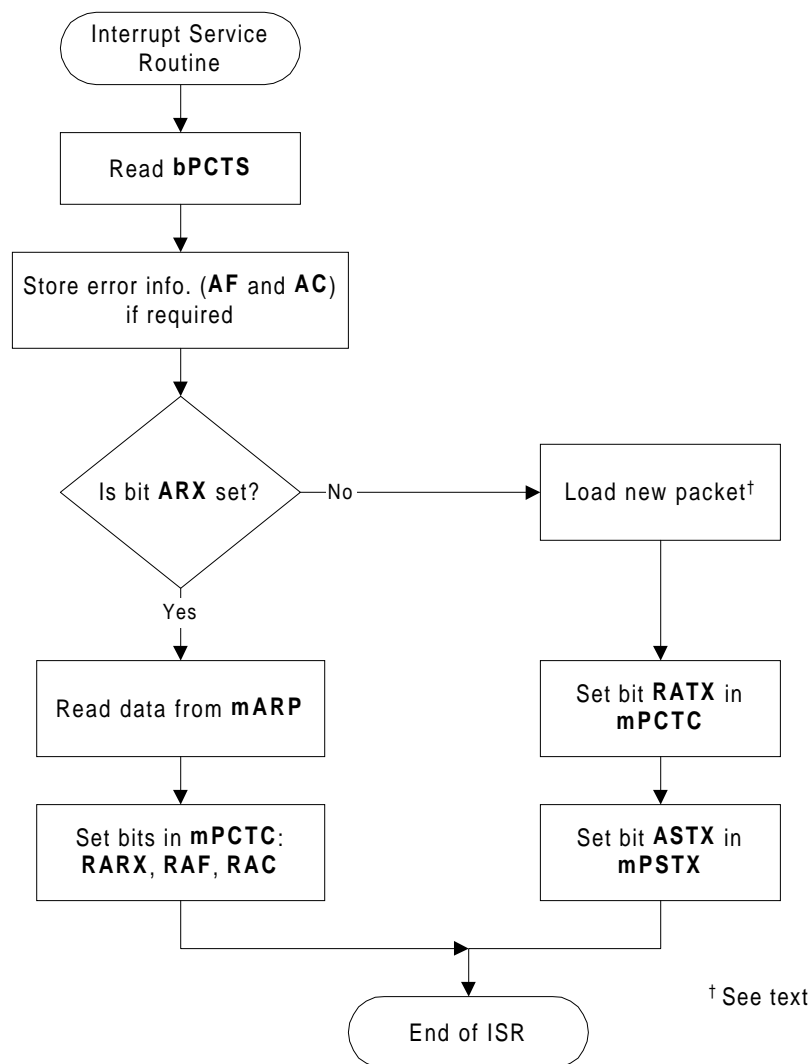 Interrupt Service
Routine
Read bPCTS
Store error info. (AF and AC)
if required
Is bit ARX set?
No
Load new packet†
Yes
Read data from mARP
Set bit RATX in
mPCTC
Set bits in mPCTC:
RARX, RAF, RAC
Set bit ASTX in
mPSTX
† See text
End of ISR